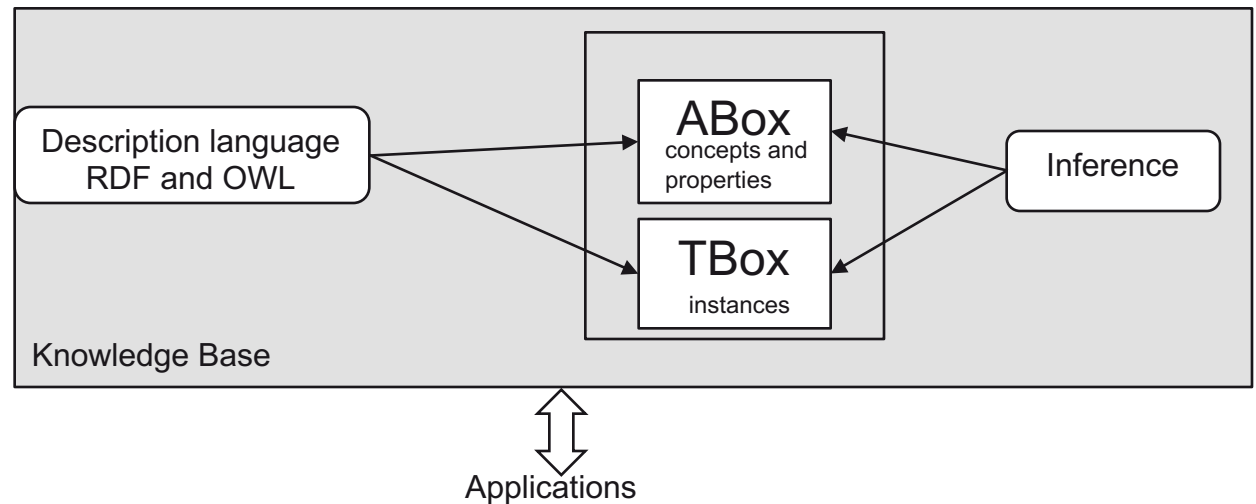 Description language
RDF and OWL
ABox
concepts and
properties
TBox
instances
Inference
Knowledge Base
Applications